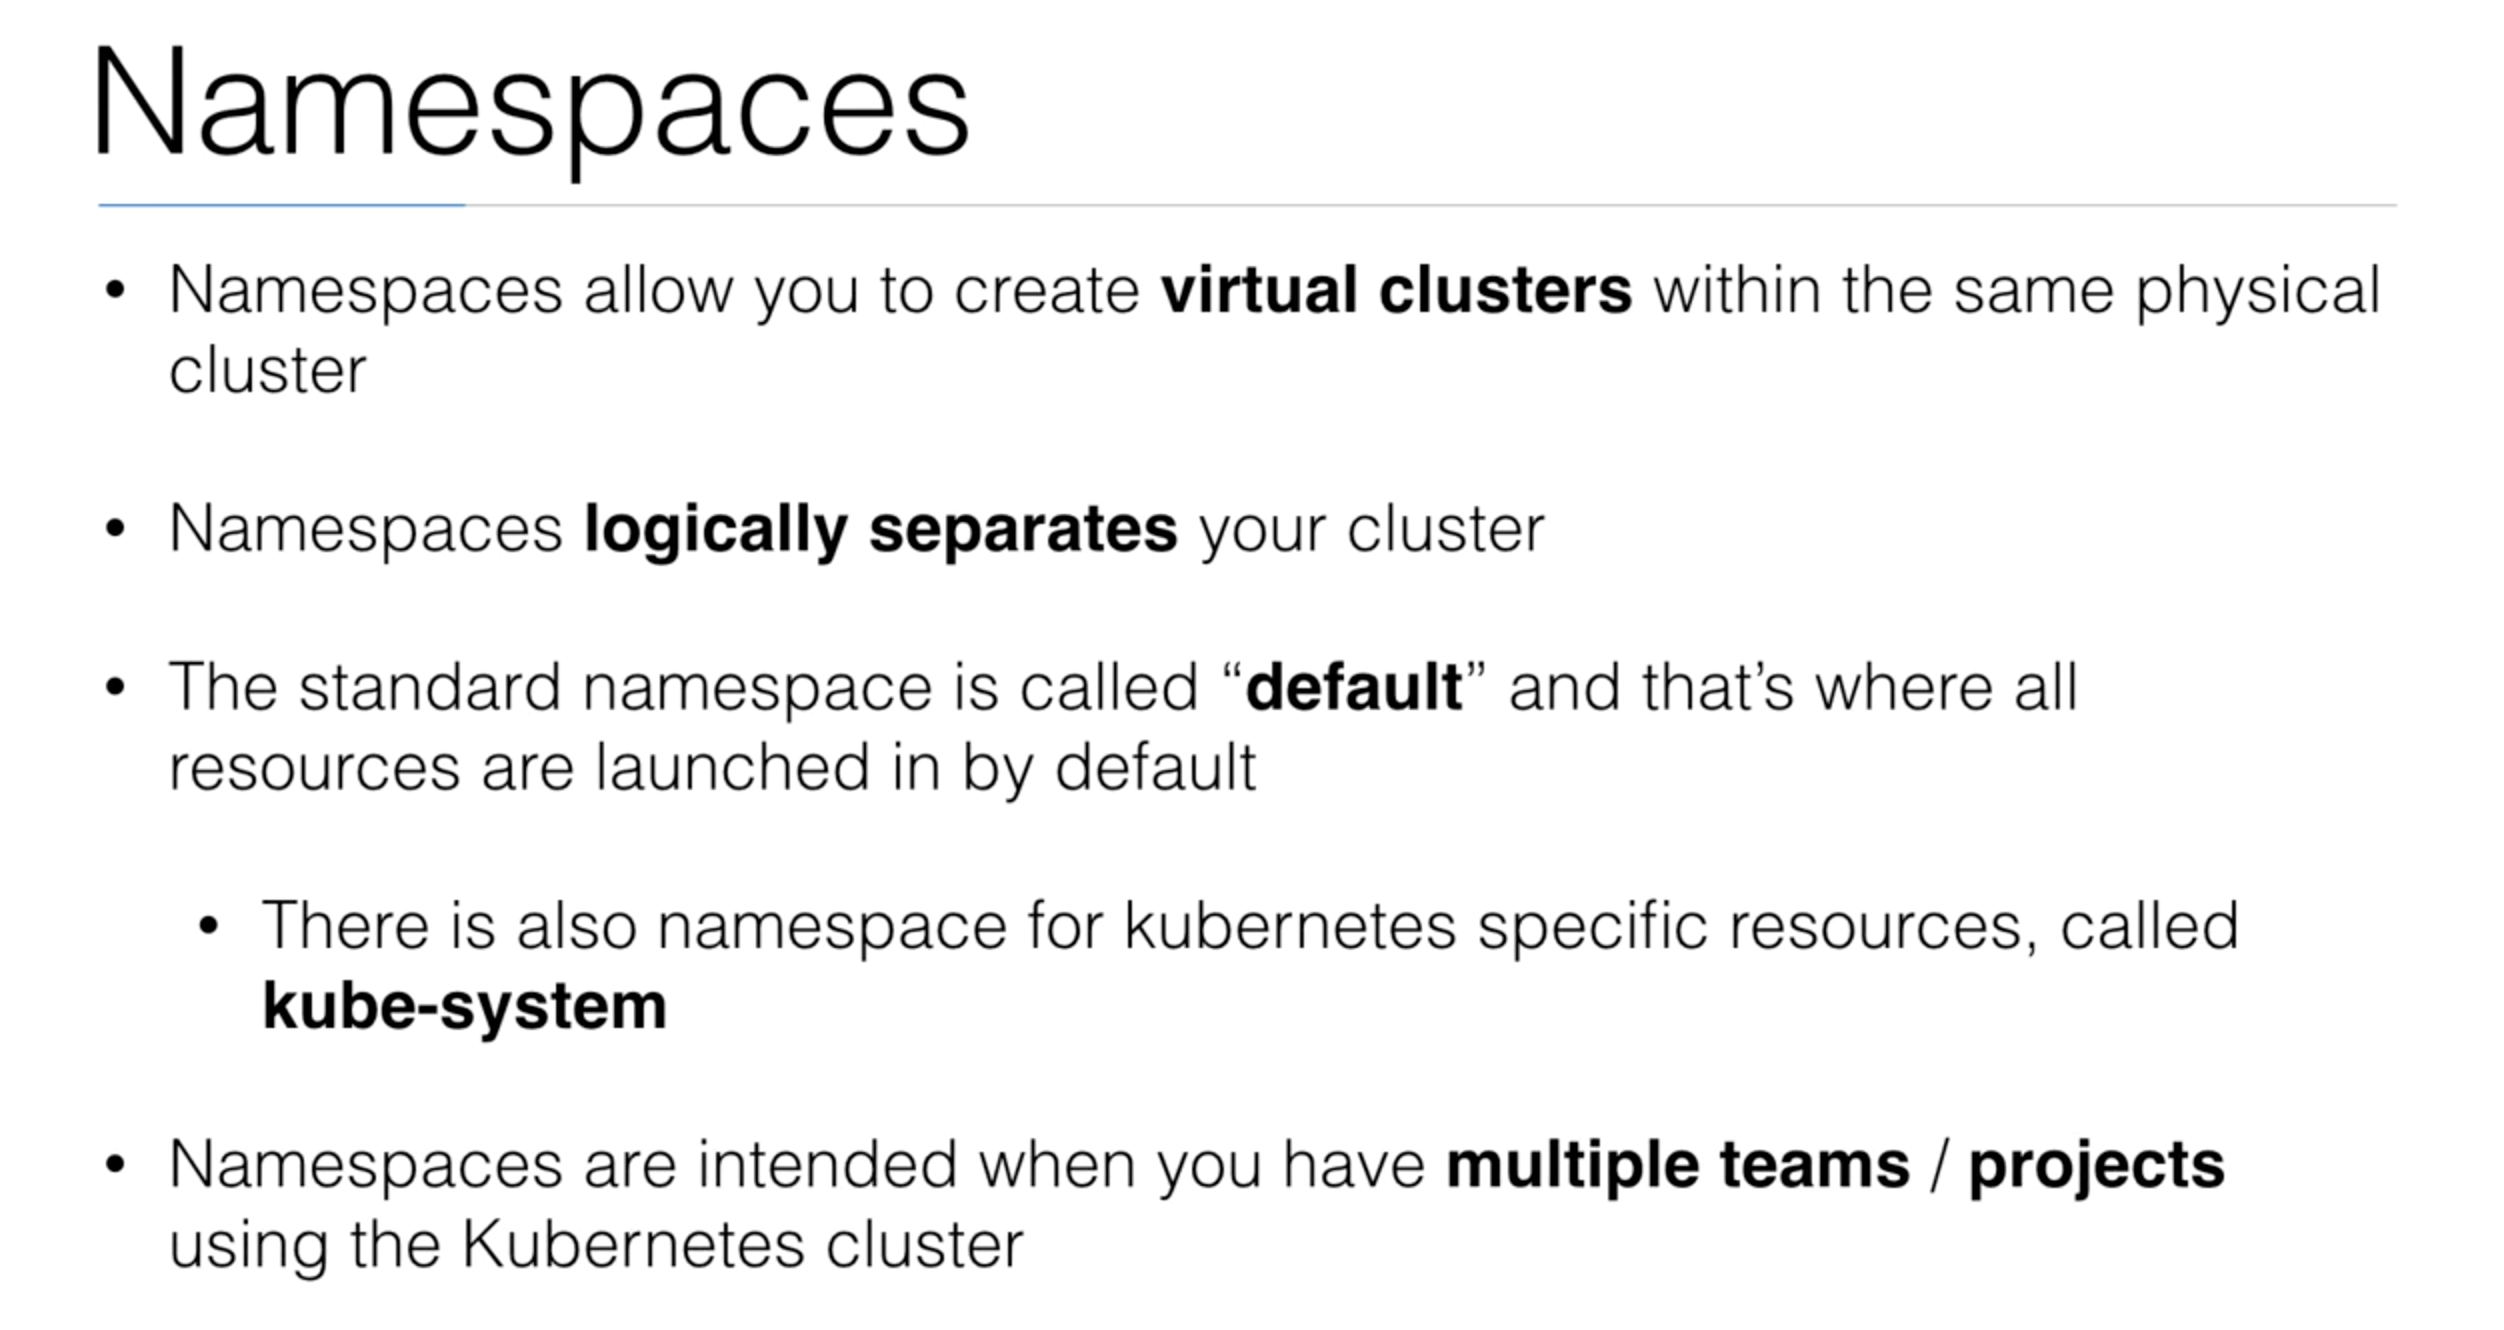 Namespaces
• Namespaces allow you to create virtual clusters within the same physical
cluster
• Namespaces logically separates your cluster
• The standard namespace is called “default” and that’s where all
resources are launched in by default
• There is also namespace for kubernetes specific resources, called
kube-system
• Namespaces are intended when you have multiple teams / projects
using the Kubernetes cluster